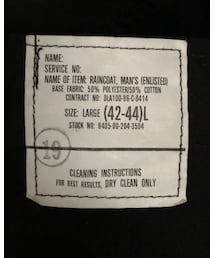 NAME:
SERVICE NO:
NAME OF ITEM: RAINCOAT, MAN'S (ENLISTED)
BASE FABRIC: 50% POLYESTER/50% COTTON
CONTRACT NO: DLA100-86-C-0414
SIZE: LARGE (42-44)L
STOCK NO: 8405-00-204-3594
19
CLEANING INSTRUCTIONS
FOR BEST RESULTS, DRY CLEAN ONLY